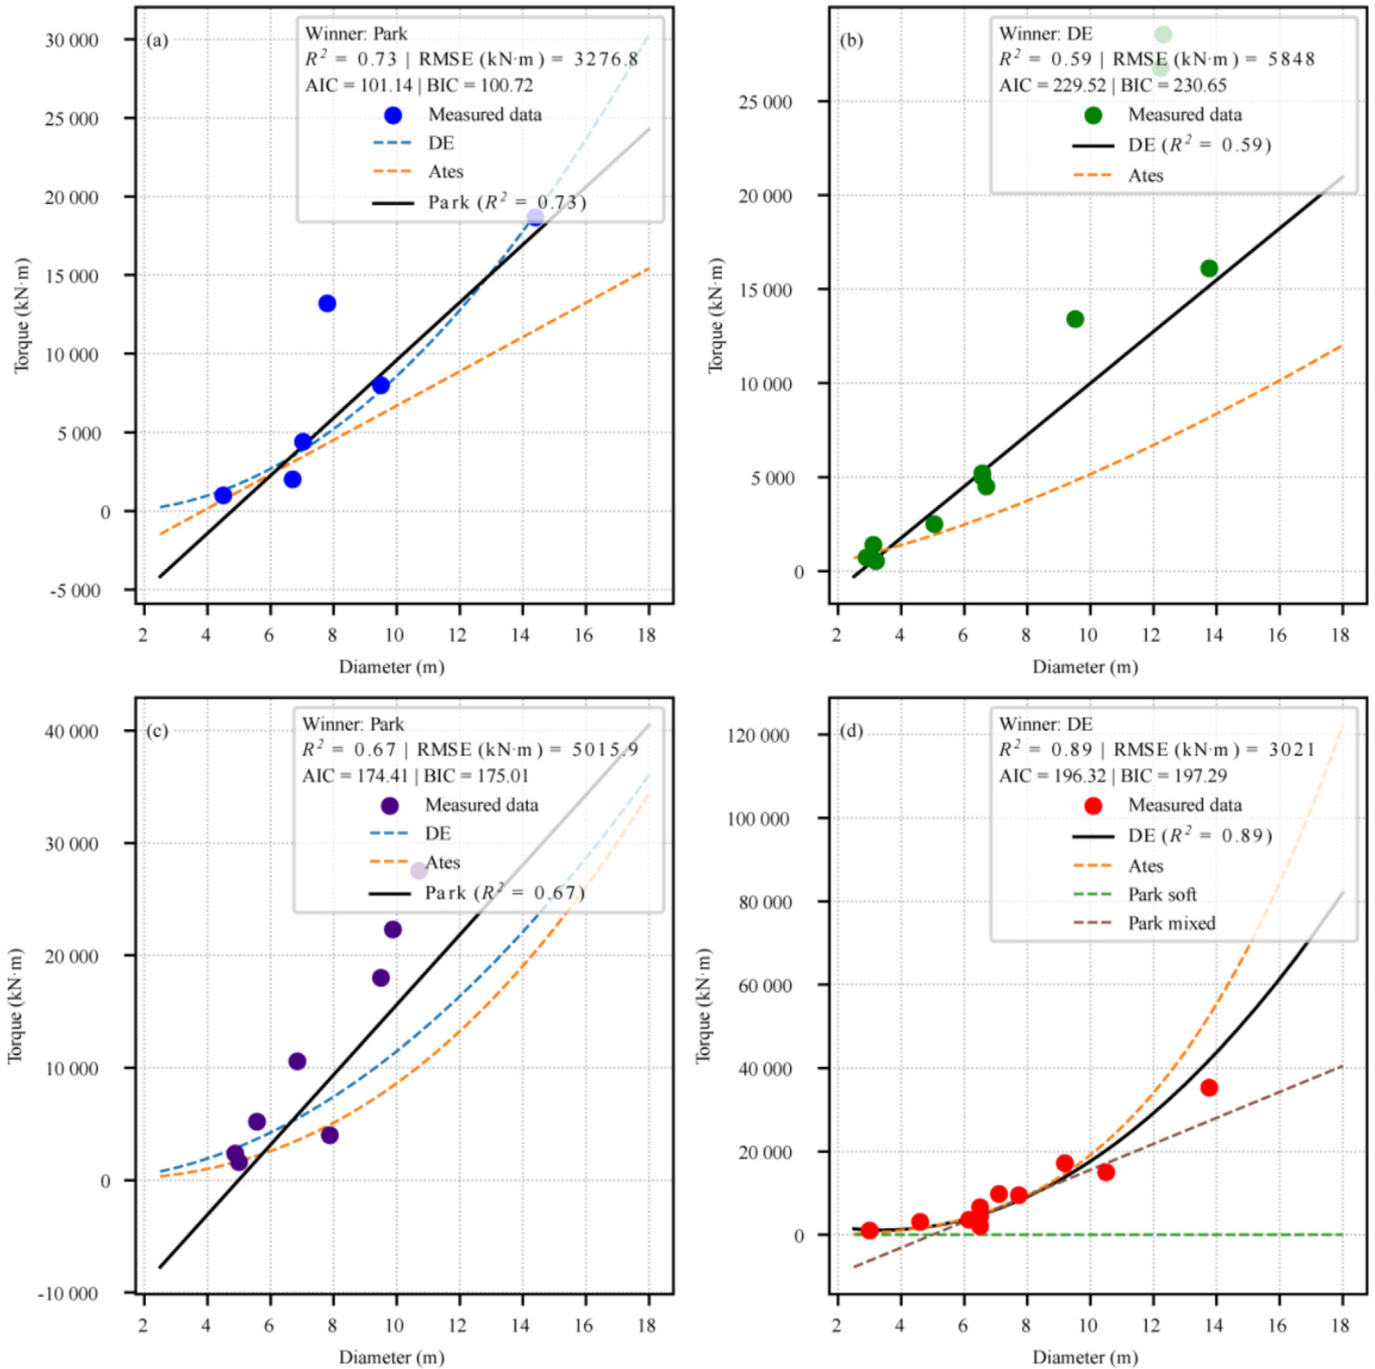 (a)
Winner: Park
R² = 0.73 | RMSE (kN·m) = 3276.8
AIC = 101.14 | BIC = 100.72
Measured data
DE
Ates
Park (R² = 0.73)
30 000
25 000
20 000
15 000
10 000
5 000
0
-5 000
Torque (kN·m)
2 4 6 8 10 12 14 16 18
Diameter (m)
(b)
Winner: DE
R² = 0.59 | RMSE (kN·m) = 5848
AIC = 229.52 | BIC = 230.65
Measured data
DE (R² = 0.59)
Ates
25 000
20 000
15 000
10 000
5 000
0
Torque (kN·m)
2 4 6 8 10 12 14 16 18
Diameter (m)
(c)
Winner: Park
R² = 0.67 | RMSE (kN·m) = 5015.9
AIC = 174.41 | BIC = 175.01
Measured data
DE
Ates
Park (R² = 0.67)
40 000
30 000
20 000
10 000
0
-10 000
Torque (kN·m)
2 4 6 8 10 12 14 16 18
Diameter (m)
(d)
Winner: DE
R² = 0.89 | RMSE (kN·m) = 3021
AIC = 196.32 | BIC = 197.29
Measured data
DE (R² = 0.89)
Ates
Park soft
Park mixed
120 000
100 000
80 000
60 000
40 000
20 000
0
Torque (kN·m)
2 4 6 8 10 12 14 16 18
Diameter (m)